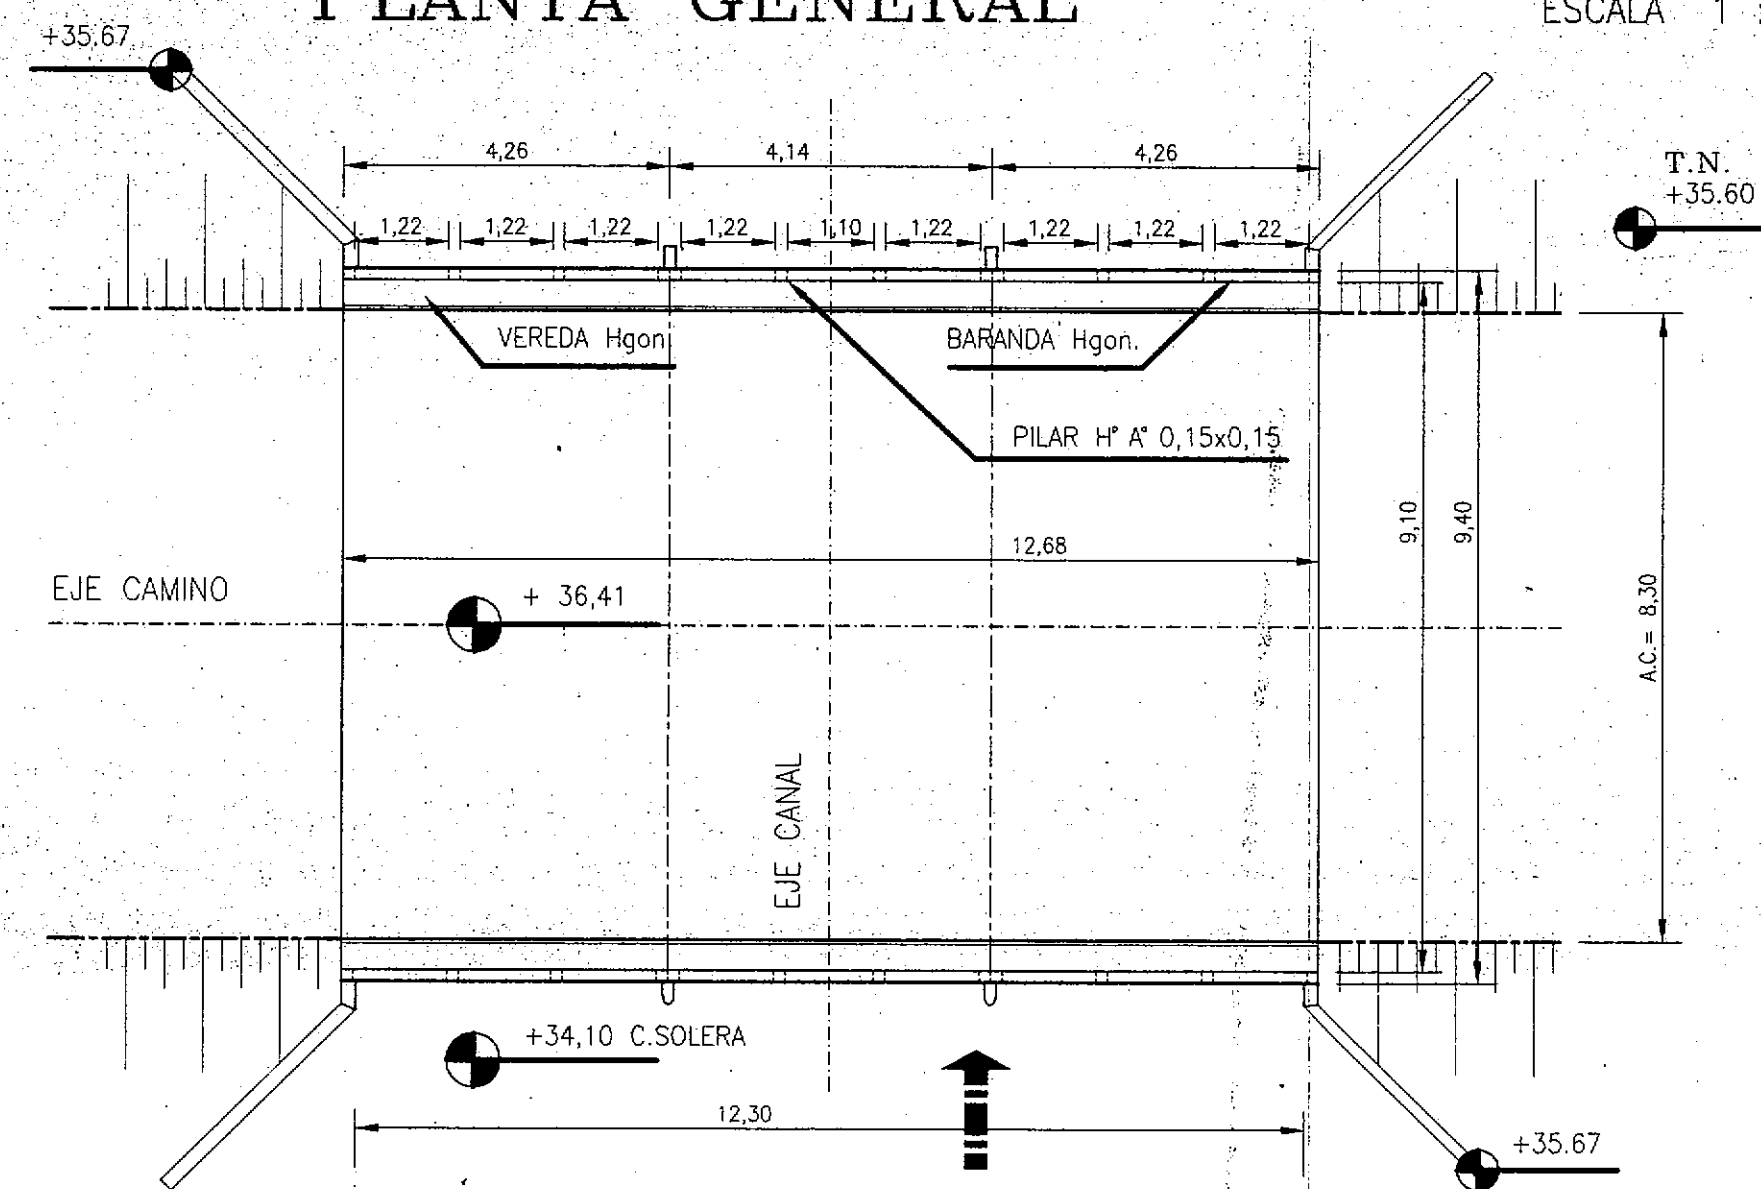 PLANTA GENERAL
ESCALA 1
+35.67
4,26
4,14
4,26
T.N.
+35.60
1,22
1,22
1,22
1,22
1,10
1,22
1,22
1,22
1,22
VEREDA Hgon
BARANDA Hgon.
PILAR H° A° 0,15x0,15
9,10
9,40
12,68
EJE CAMINO
+ 36,41
A.C.= 8,30
EJE CANAL
+34,10 C.SOLERA
12,30
+35.67